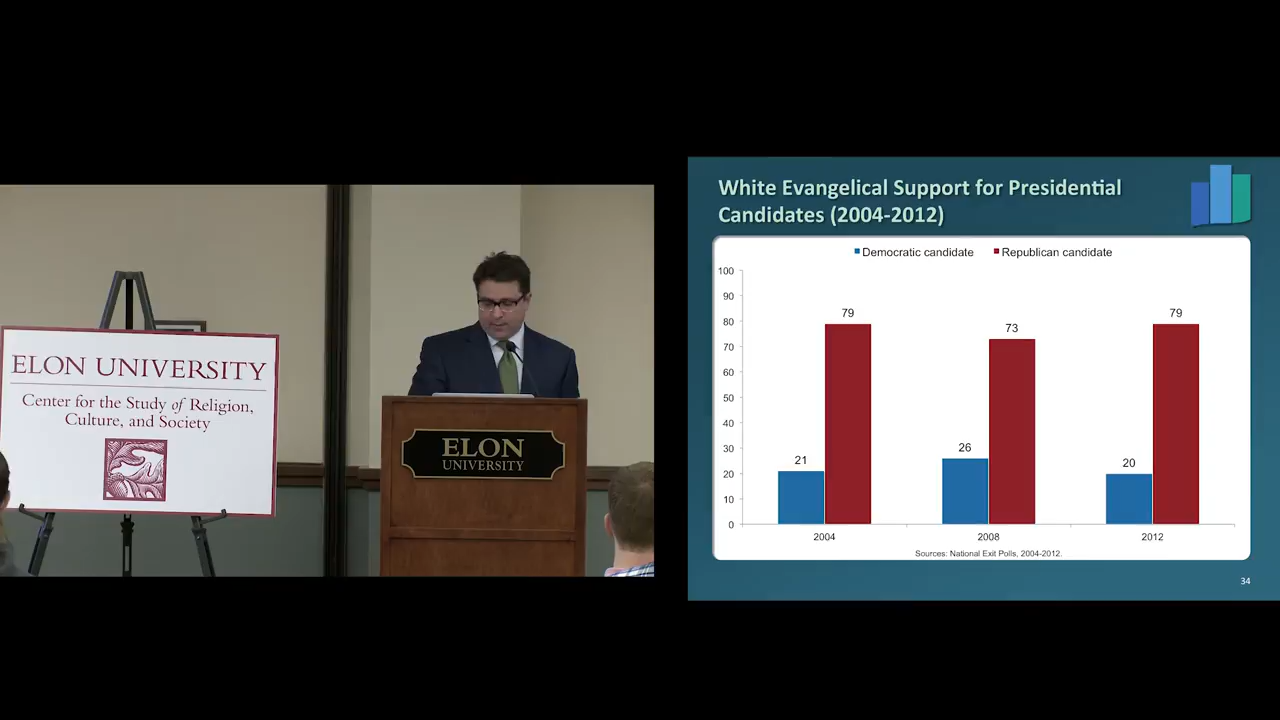 ELON UNIVERSITY
Center for the Study of Religion,
Culture, and Society
ELON
UNIVERSITY
White Evangelical Support for Presidential
Candidates (2004-2012)
Democratic candidate Republican candidate
100
90
80
70
60
50
40
30
20
10
0
21 79
26 73
20 79
2004 2008 2012
Sources: National Exit Polls, 2004-2012.
34